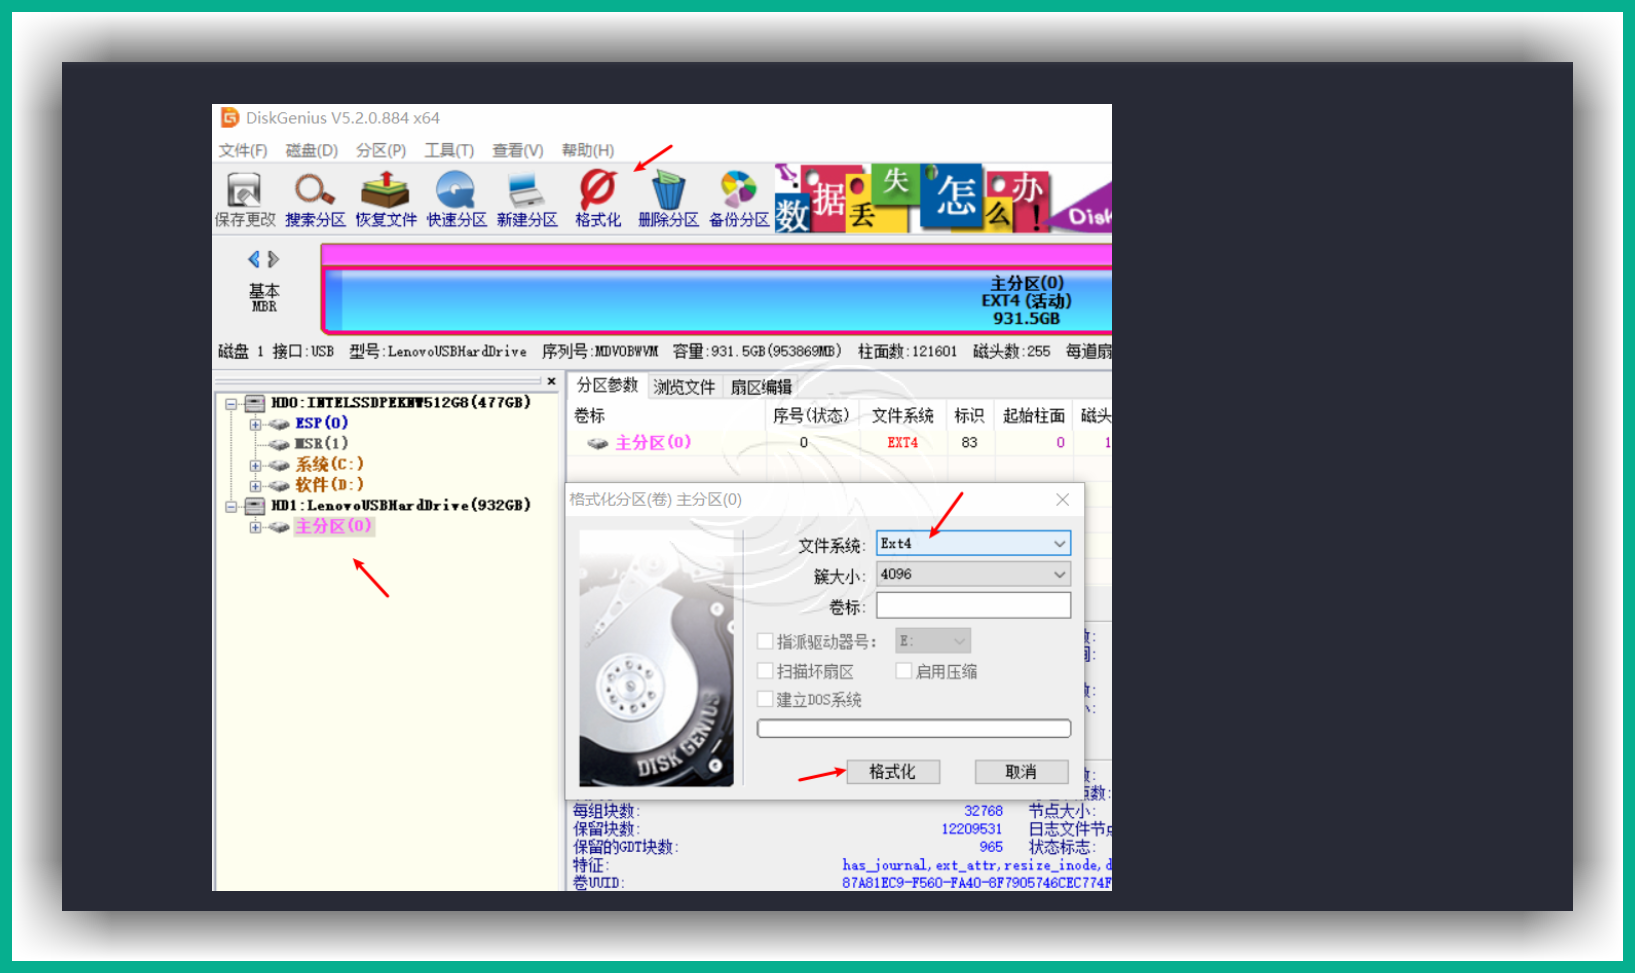 DiskGenius V5.2.0.884 x64
文件(F) 磁盘(D) 分区(P) 工具(T) 查看(V) 帮助(H)
保存更改 搜索分区 恢复文件 快速分区 新建分区 格式化 删除分区 备份分区
数据丢失怎么办!
基本
MBR
主分区(0)
EXT4 (活动)
931.5GB
磁盘 1 接口:USB 型号:LenovoUSBHardDrive 序列号:MDVOBWVM 容量:931.5GB(953869MB) 柱面数:121601 磁头数:255 每道扇
HD0:INTELSSDPEKNW512G8(477GB)
ESP(0)
MSR(1)
系统(C:)
软件(D:)
HD1:LenovoUSBHardDrive(932GB)
主分区(0)
分区参数 浏览文件 扇区编辑
卷标 序号(状态) 文件系统 标识 起始柱面 磁头
主分区(0) 0 EXT4 83 0 1
格式化分区(卷) 主分区(0)
文件系统: Ext4
簇大小: 4096
卷标:
指派驱动器号: E:
扫描坏扇区 启用压缩
建立DOS系统
DISK GENIUS
格式化 取消
每组块数: 32768 节点大小:
保留块数: 12209531 日志文件节点
保留的GDT块数: 965 状态标志:
特征: has_journal,ext_attr,resize_inode,d
卷UUID: 87A81EC9-F560-FA40-8F7905746CEC774F